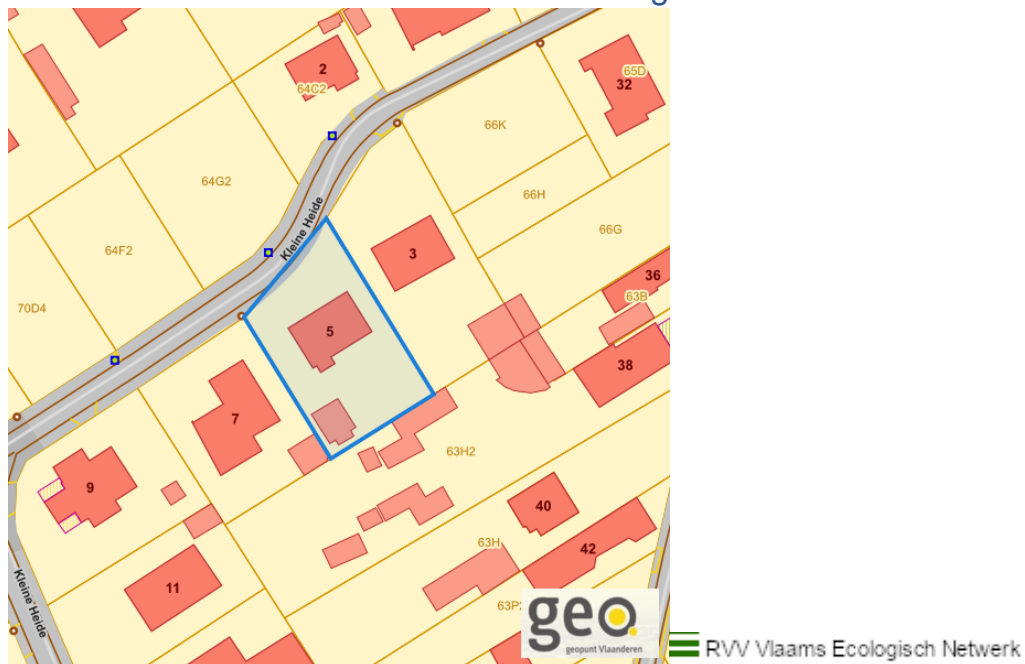 2
64C2
65D
32
66K
64G2
66H
Kleine Heide
66G
64F2
3
36
63B
70D4
5
38
7
63H2
9
40
63H
42
11
Kleine Heide
geo
geopunt Vlaanderen
RVV Vlaams Ecologisch Netwerk